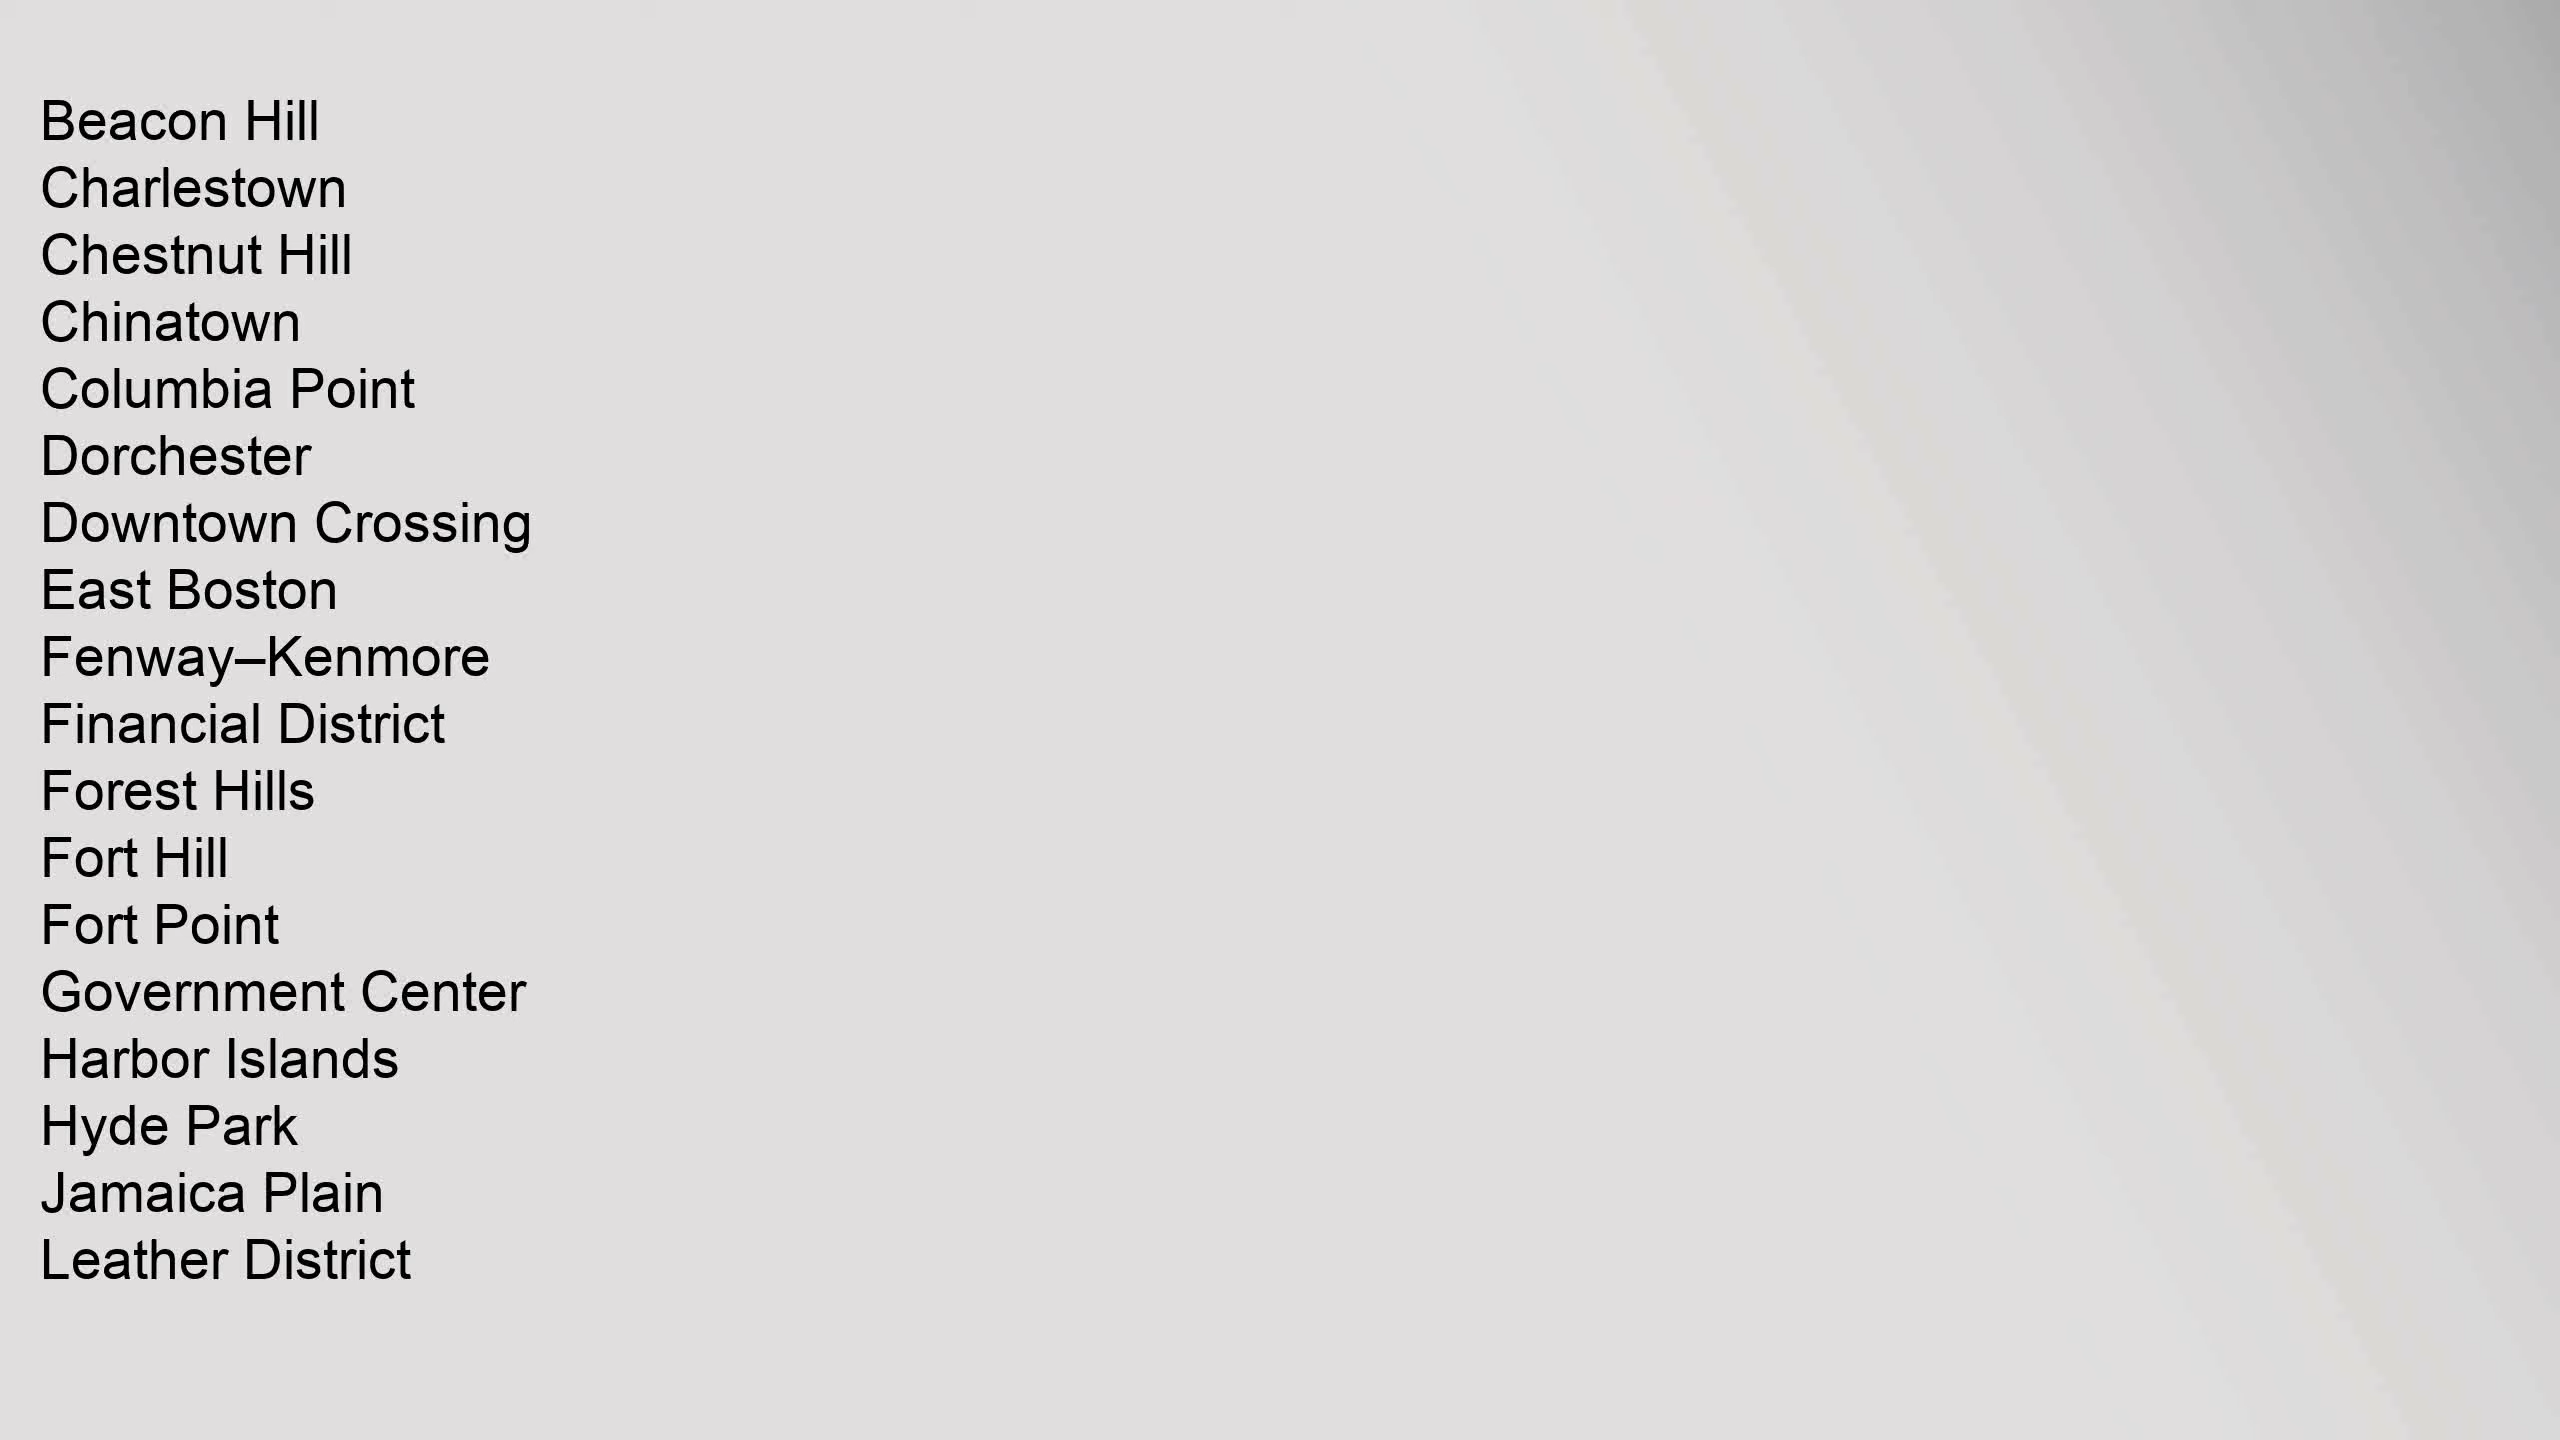 Beacon Hill
Charlestown
Chestnut Hill
Chinatown
Columbia Point
Dorchester
Downtown Crossing
East Boston
Fenway–Kenmore
Financial District
Forest Hills
Fort Hill
Fort Point
Government Center
Harbor Islands
Hyde Park
Jamaica Plain
Leather District